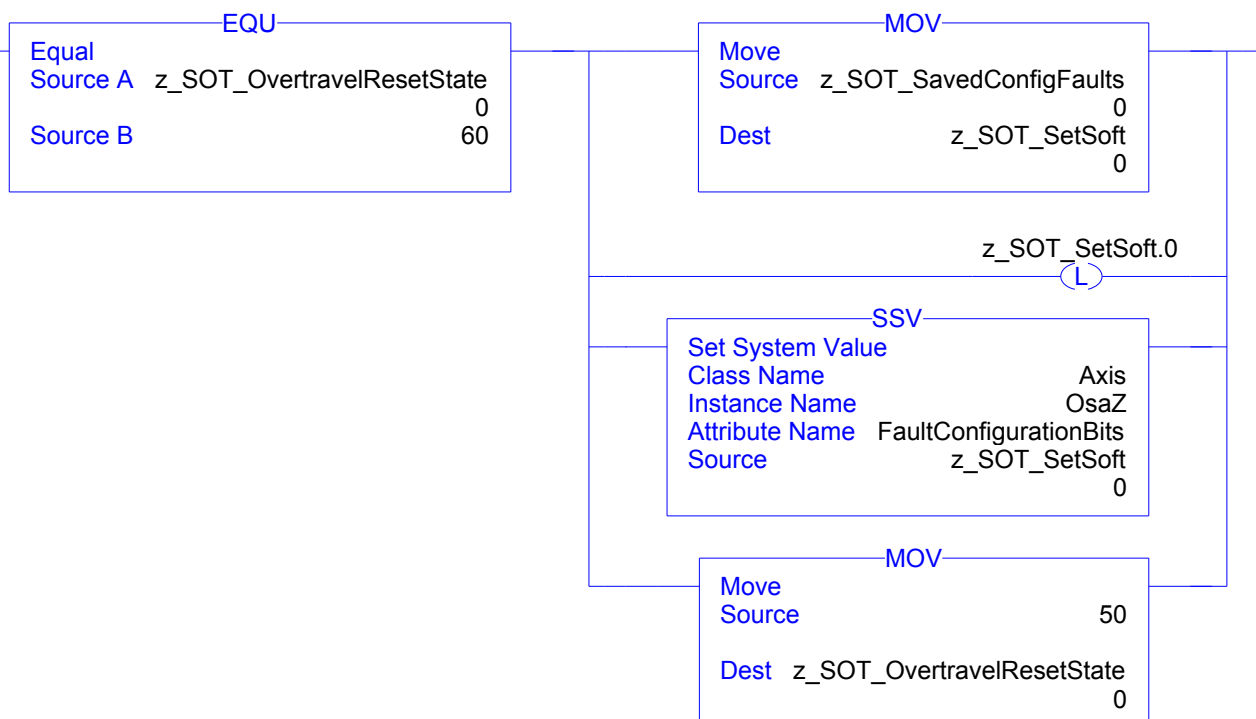 EQU
Equal
Source A z_SOT_OvertravelResetState
0
Source B 60
MOV
Move
Source z_SOT_SavedConfigFaults
0
Dest z_SOT_SetSoft
0
z_SOT_SetSoft.0
L
SSV
Set System Value
Class Name Axis
Instance Name OsaZ
Attribute Name FaultConfigurationBits
Source z_SOT_SetSoft
0
MOV
Move
Source 50
Dest z_SOT_OvertravelResetState
0